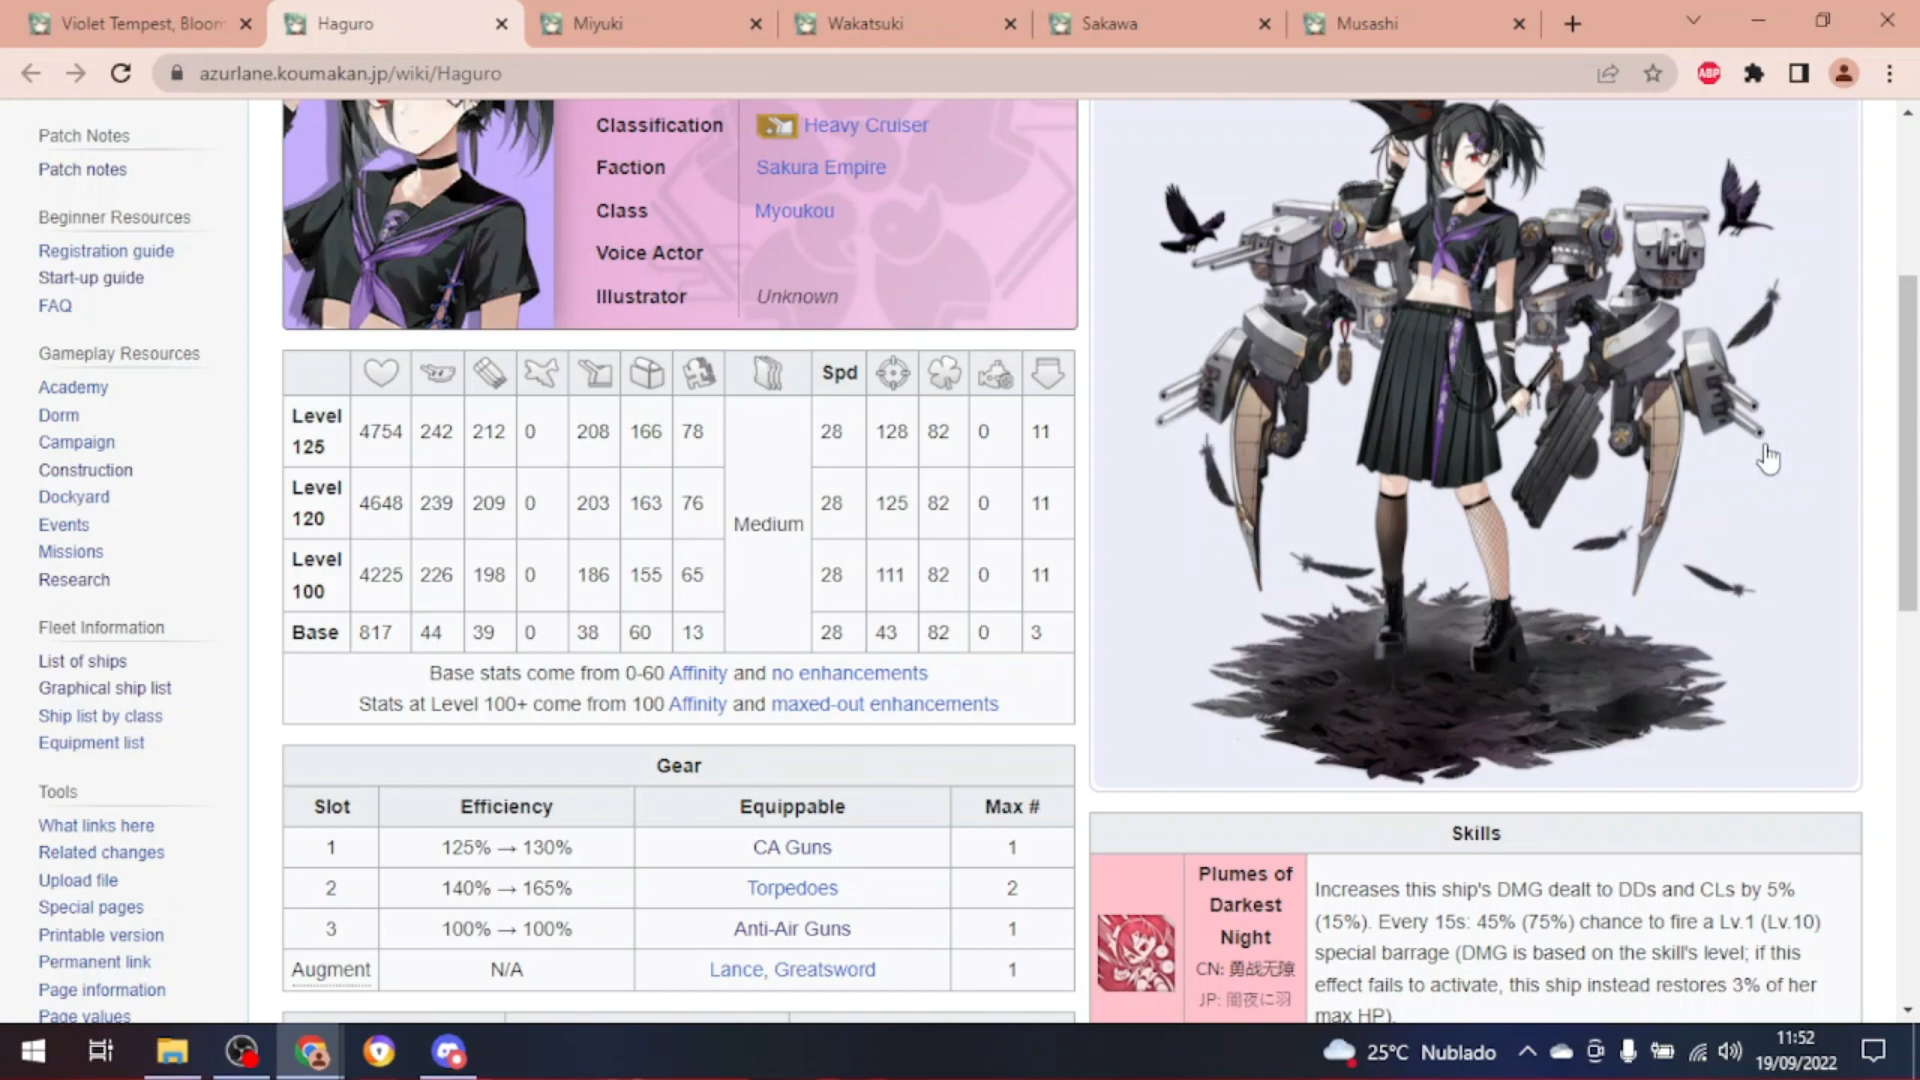 Violet Tempest, Bloom
Haguro
Miyuki
Wakatsuki
Sakawa
Musashi
azurlane.koumakan.jp/wiki/Haguro
ABP
Patch Notes
Patch notes
Beginner Resources
Registration guide
Start-up guide
FAQ
Gameplay Resources
Academy
Dorm
Campaign
Construction
Dockyard
Events
Missions
Research
Fleet Information
List of ships
Graphical ship list
Ship list by class
Equipment list
Tools
What links here
Related changes
Upload file
Special pages
Printable version
Permanent link
Page information
Page values
Classification Heavy Cruiser
Faction Sakura Empire
Class Myoukou
Voice Actor
Illustrator Unknown
Spd
Level 125 4754 242 212 0 208 166 78 Medium 28 128 82 0 11
Level 120 4648 239 209 0 203 163 76 28 125 82 0 11
Level 100 4225 226 198 0 186 155 65 28 111 82 0 11
Base 817 44 39 0 38 60 13 28 43 82 0 3
Base stats come from 0-60 Affinity and no enhancements
Stats at Level 100+ come from 100 Affinity and maxed-out enhancements
Gear
Slot Efficiency Equippable Max #
1 125% → 130% CA Guns 1
2 140% → 165% Torpedoes 2
3 100% → 100% Anti-Air Guns 1
Augment N/A Lance, Greatsword 1
Skills
Plumes of
Darkest
Night
CN: 勇战无隙
JP: 闇夜に羽
Increases this ship's DMG dealt to DDs and CLs by 5%
(15%). Every 15s: 45% (75%) chance to fire a Lv.1 (Lv.10)
special barrage (DMG is based on the skill's level; if this
effect fails to activate, this ship instead restores 3% of her
max HP).
25°C Nublado
11:52
19/09/2022